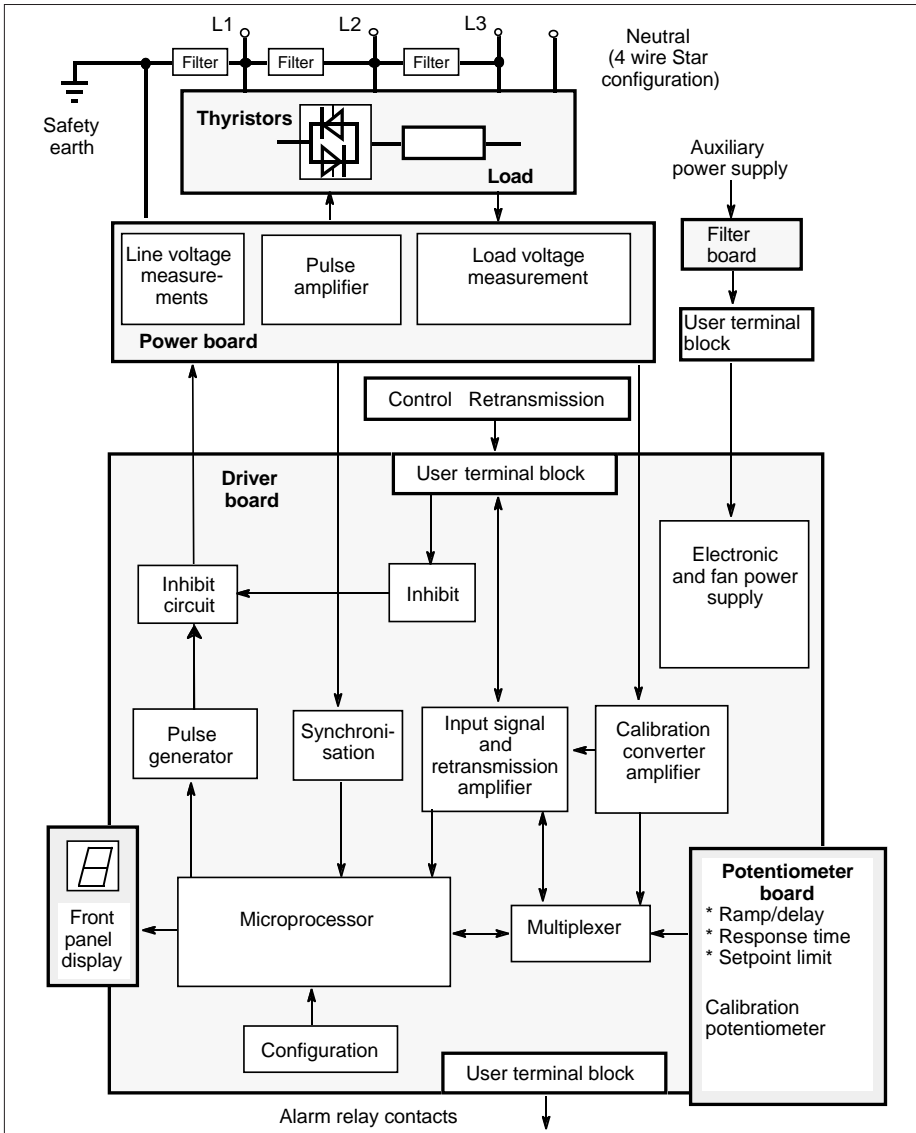 L1
L2
L3
Neutral
(4 wire Star
configuration)
Filter
Filter
Filter
Safety
earth
Thyristors
Load
Auxiliary
power supply
Filter
board
User terminal
block
Line voltage
measure-
ments
Pulse
amplifier
Load voltage
measurement
Power board
Control Retransmission
User terminal block
Driver
board
Inhibit
circuit
Inhibit
Electronic
and fan power
supply
Pulse
generator
Synchroni-
sation
Input signal
and
retransmission
amplifier
Calibration
converter
amplifier
Front
panel
display
Microprocessor
Multiplexer
Potentiometer
board
* Ramp/delay
* Response time
* Setpoint limit
Calibration
potentiometer
Configuration
User terminal block
Alarm relay contacts